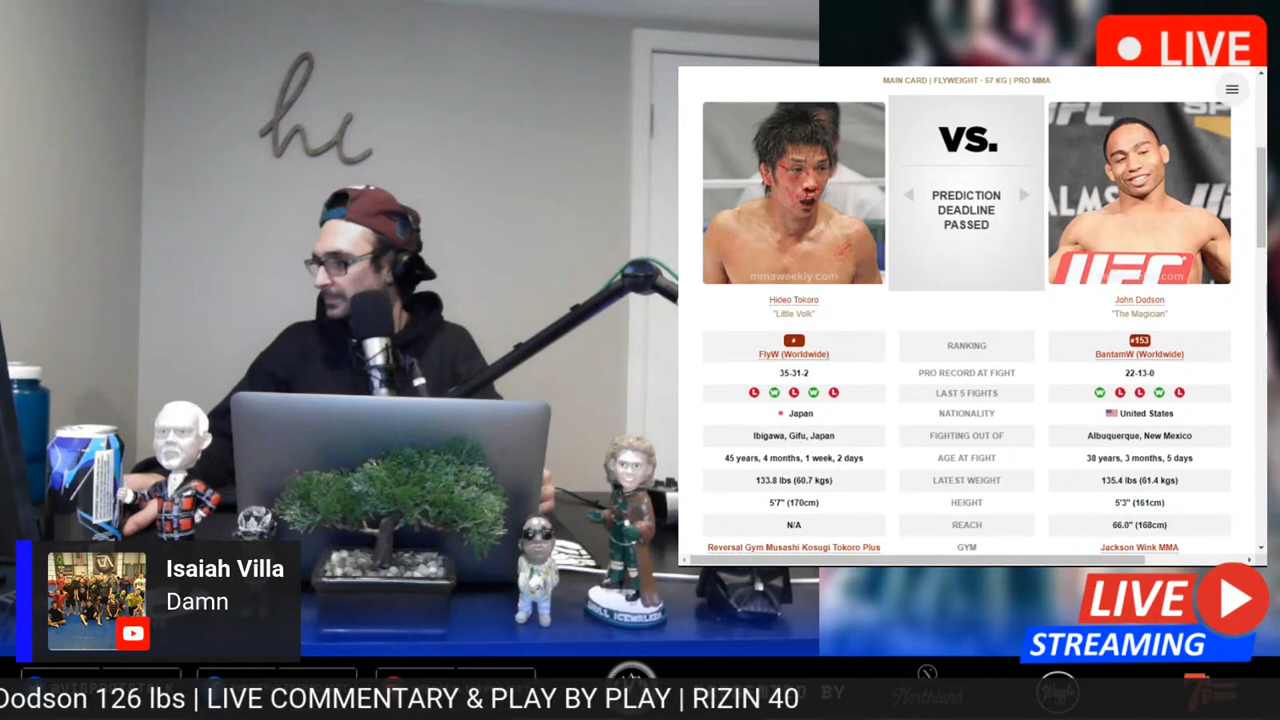 hi
LIVE
MAIN CARD | FLYWEIGHT · 57 KG | PRO MMA
VS.
PREDICTION
DEADLINE
PASSED
mmaweekly.com
UFC
Hideo Tokoro
"Little Volk"
John Dodson
"The Magician"
#
FlyW (Worldwide)
RANKING
#153
BantamW (Worldwide)
35-31-2
PRO RECORD AT FIGHT
22-13-0
L W L W L
LAST 5 FIGHTS
W L L W L
Japan
NATIONALITY
United States
Ibigawa, Gifu, Japan
FIGHTING OUT OF
Albuquerque, New Mexico
45 years, 4 months, 1 week, 2 days
AGE AT FIGHT
38 years, 3 months, 5 days
133.8 lbs (60.7 kgs)
LATEST WEIGHT
135.4 lbs (61.4 kgs)
5'7" (170cm)
HEIGHT
5'3" (161cm)
N/A
REACH
66.0" (168cm)
Reversal Gym Musashi Kosugi Tokoro Plus
GYM
Jackson Wink MMA
Isaiah Villa
Damn
LIVE
STREAMING
BY
Northland
Dodson 126 lbs | LIVE COMMENTARY & PLAY BY PLAY | RIZIN 40